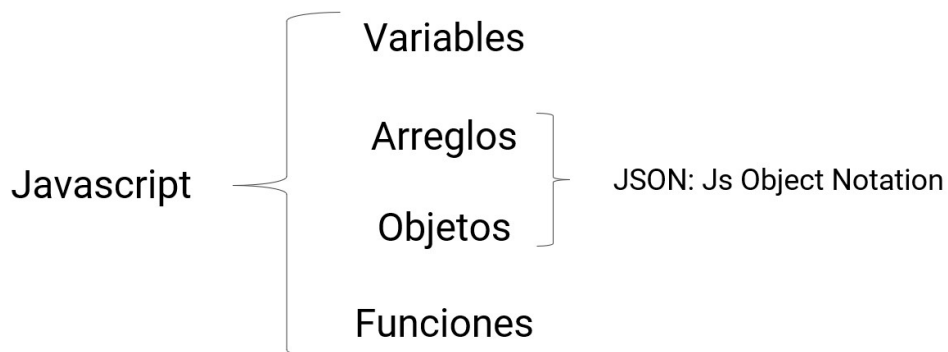 Variables
Arreglos
Javascript
JSON: Js Object Notation
Objetos
Funciones